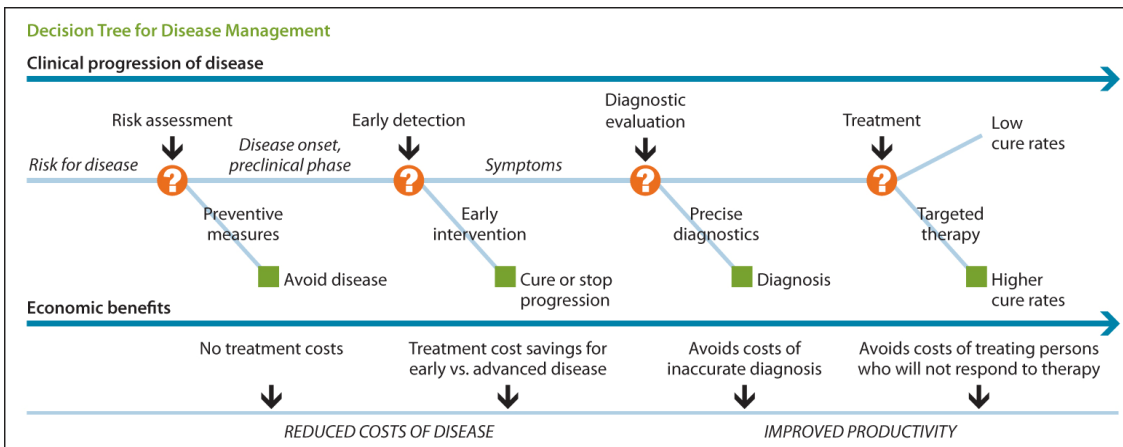 Decision Tree for Disease Management
Clinical progression of disease
Risk assessment
Early detection
Diagnostic
evaluation
Treatment
Low
cure rates
Risk for disease
Disease onset,
preclinical phase
Symptoms
?
?
?
?
Preventive
measures
Early
intervention
Precise
diagnostics
Targeted
therapy
Avoid disease
Cure or stop
progression
Diagnosis
Higher
cure rates
Economic benefits
No treatment costs
Treatment cost savings for
early vs. advanced disease
Avoids costs of
inaccurate diagnosis
Avoids costs of treating persons
who will not respond to therapy
REDUCED COSTS OF DISEASE
IMPROVED PRODUCTIVITY